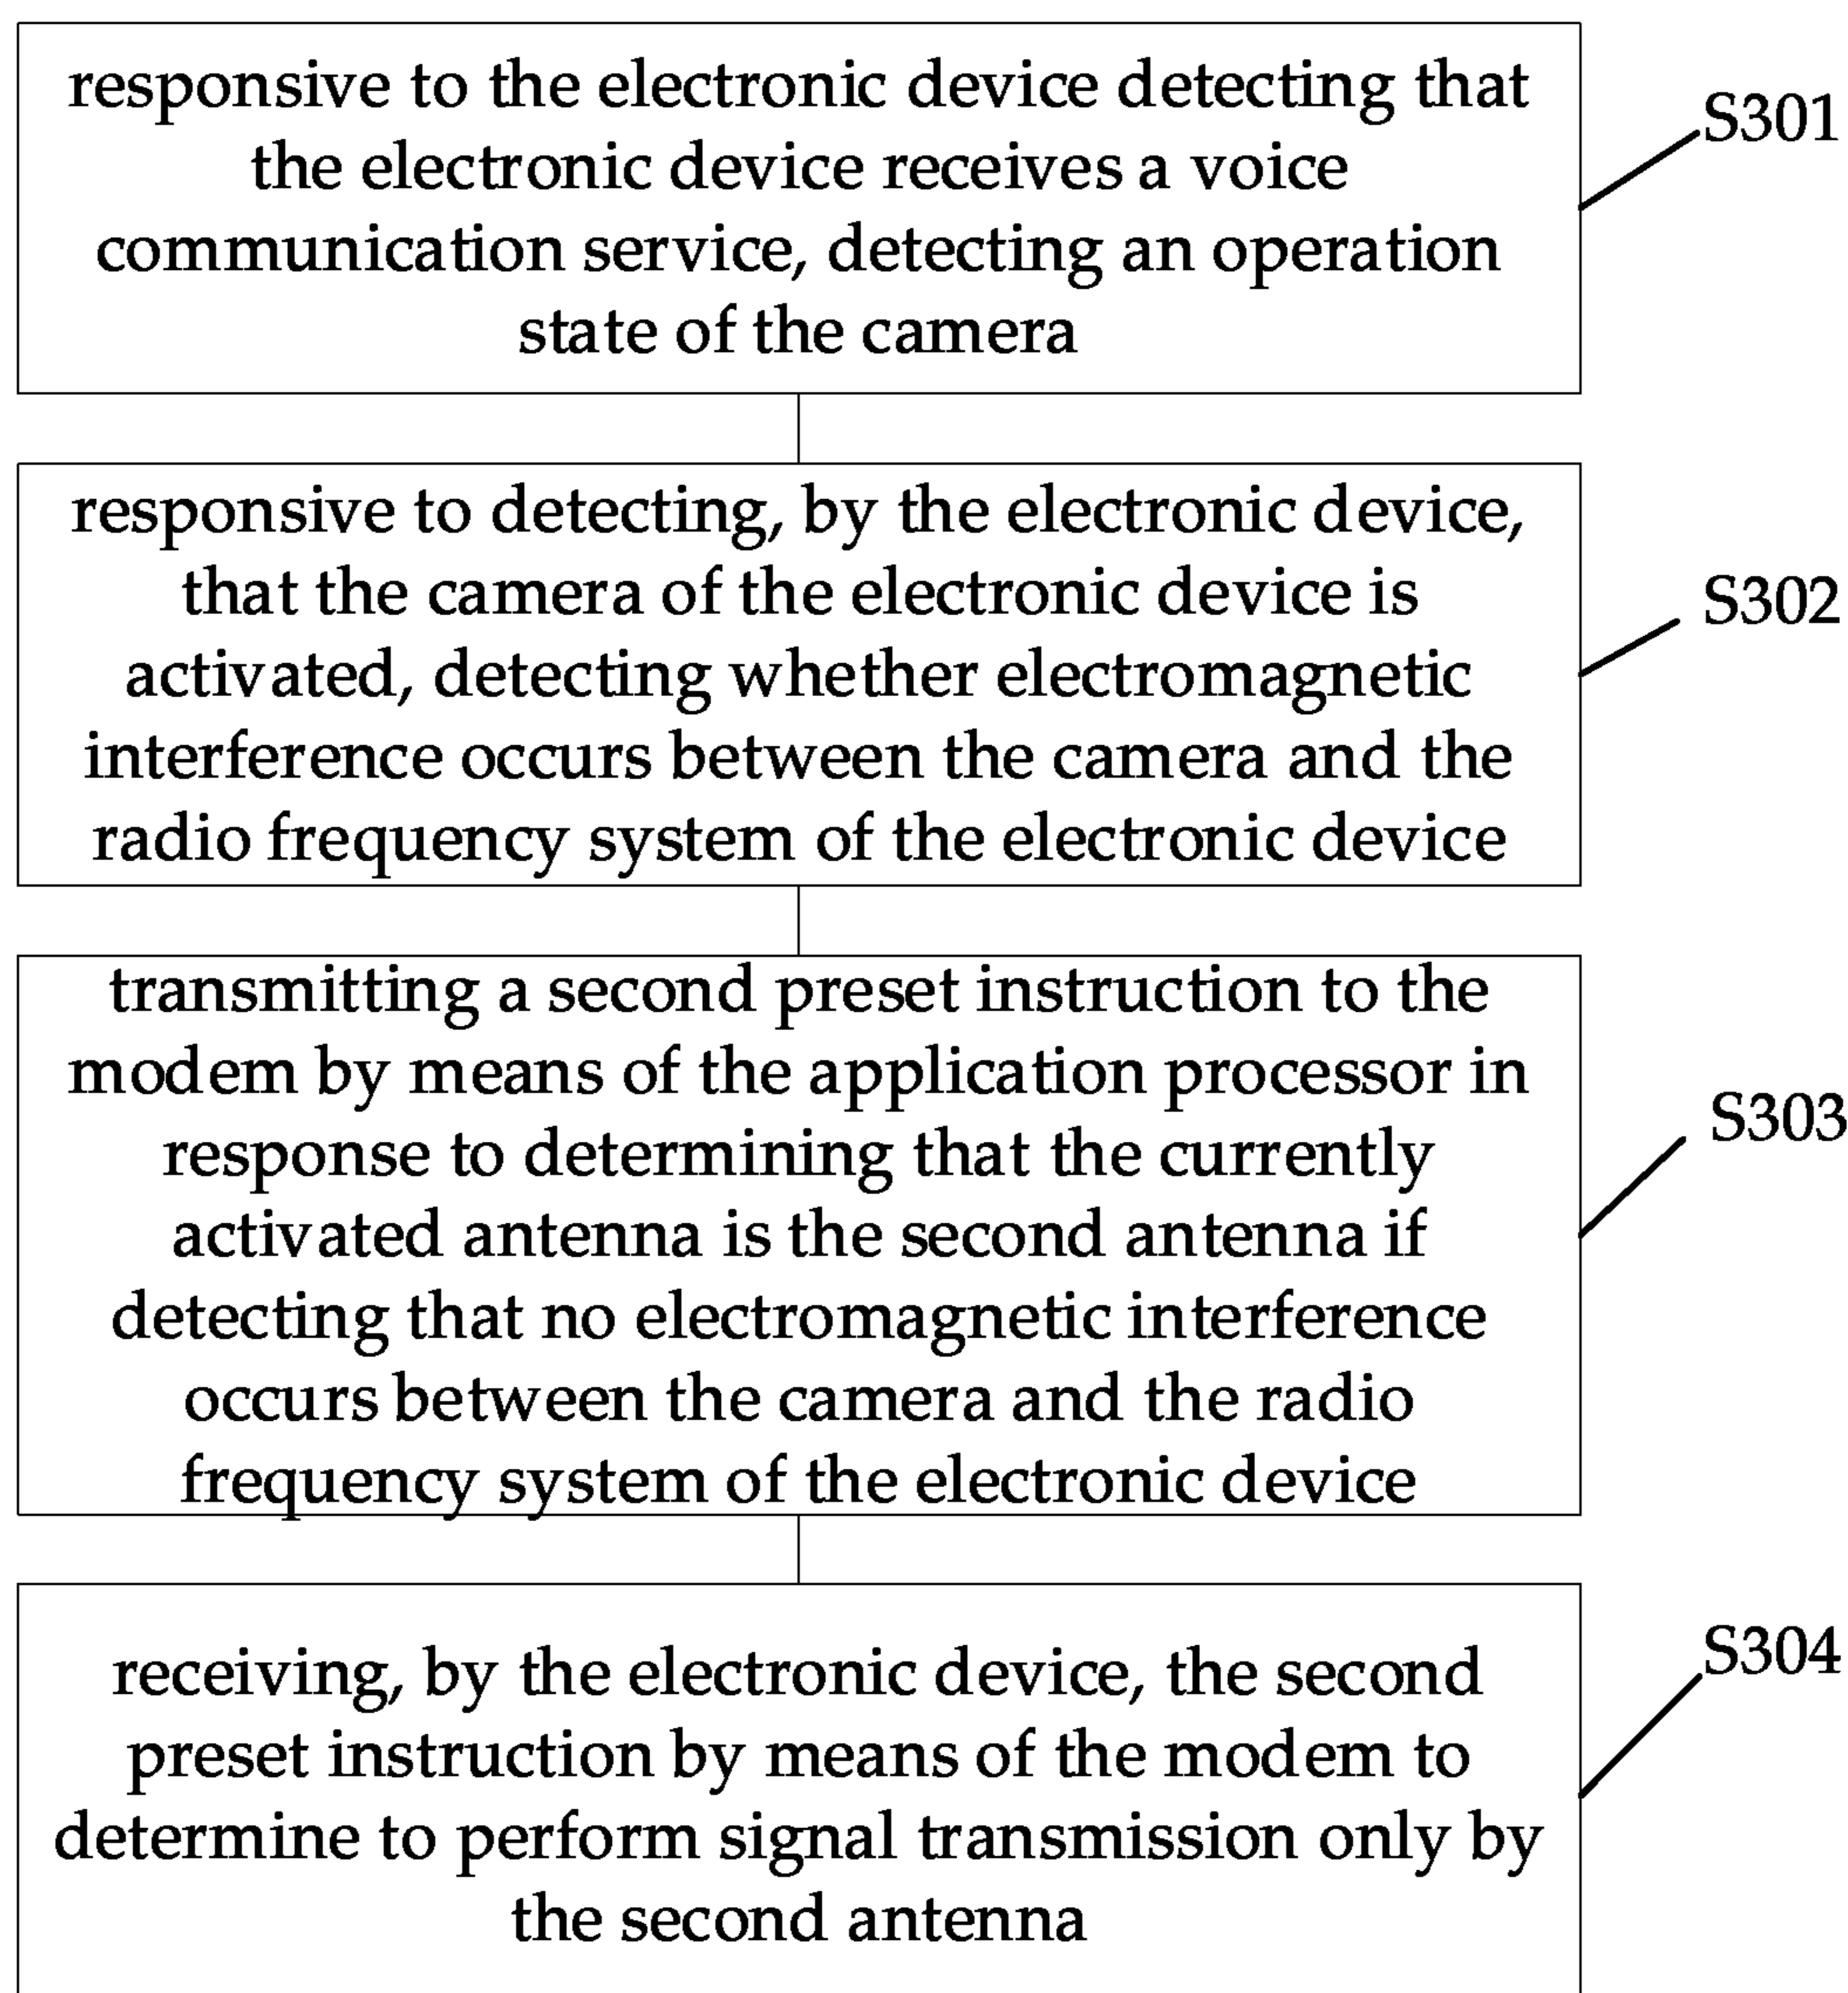 responsive to the electronic device detecting that
the electronic device receives a voice
communication service, detecting an operation
state of the camera
S301
responsive to detecting, by the electronic device,
that the camera of the electronic device is
activated, detecting whether electromagnetic
interference occurs between the camera and the
radio frequency system of the electronic device
S302
transmitting a second preset instruction to the
modem by means of the application processor in
response to determining that the currently
activated antenna is the second antenna if
detecting that no electromagnetic interference
occurs between the camera and the radio
frequency system of the electronic device
S303
receiving, by the electronic device, the second
preset instruction by means of the modem to
determine to perform signal transmission only by
the second antenna
S304